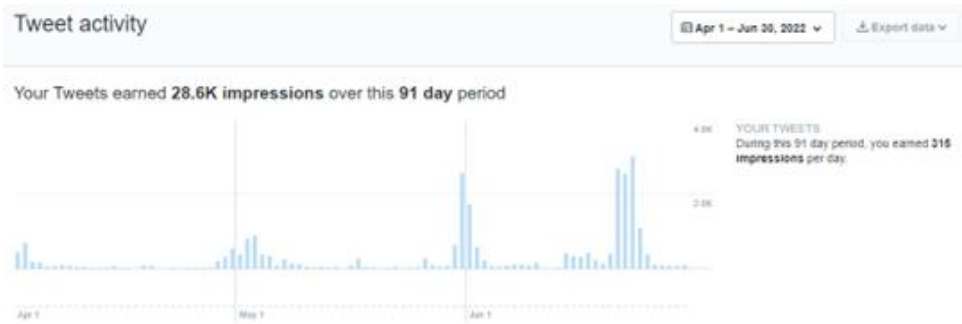 Tweet activity
Apr 1 – Jun 30, 2022
Export data
Your Tweets earned 28.6K impressions over this 91 day period
YOUR TWEETS
During this 91 day period, you earned 315
impressions per day.
4.0K
2.0K
Apr 1
May 1
Jun 1